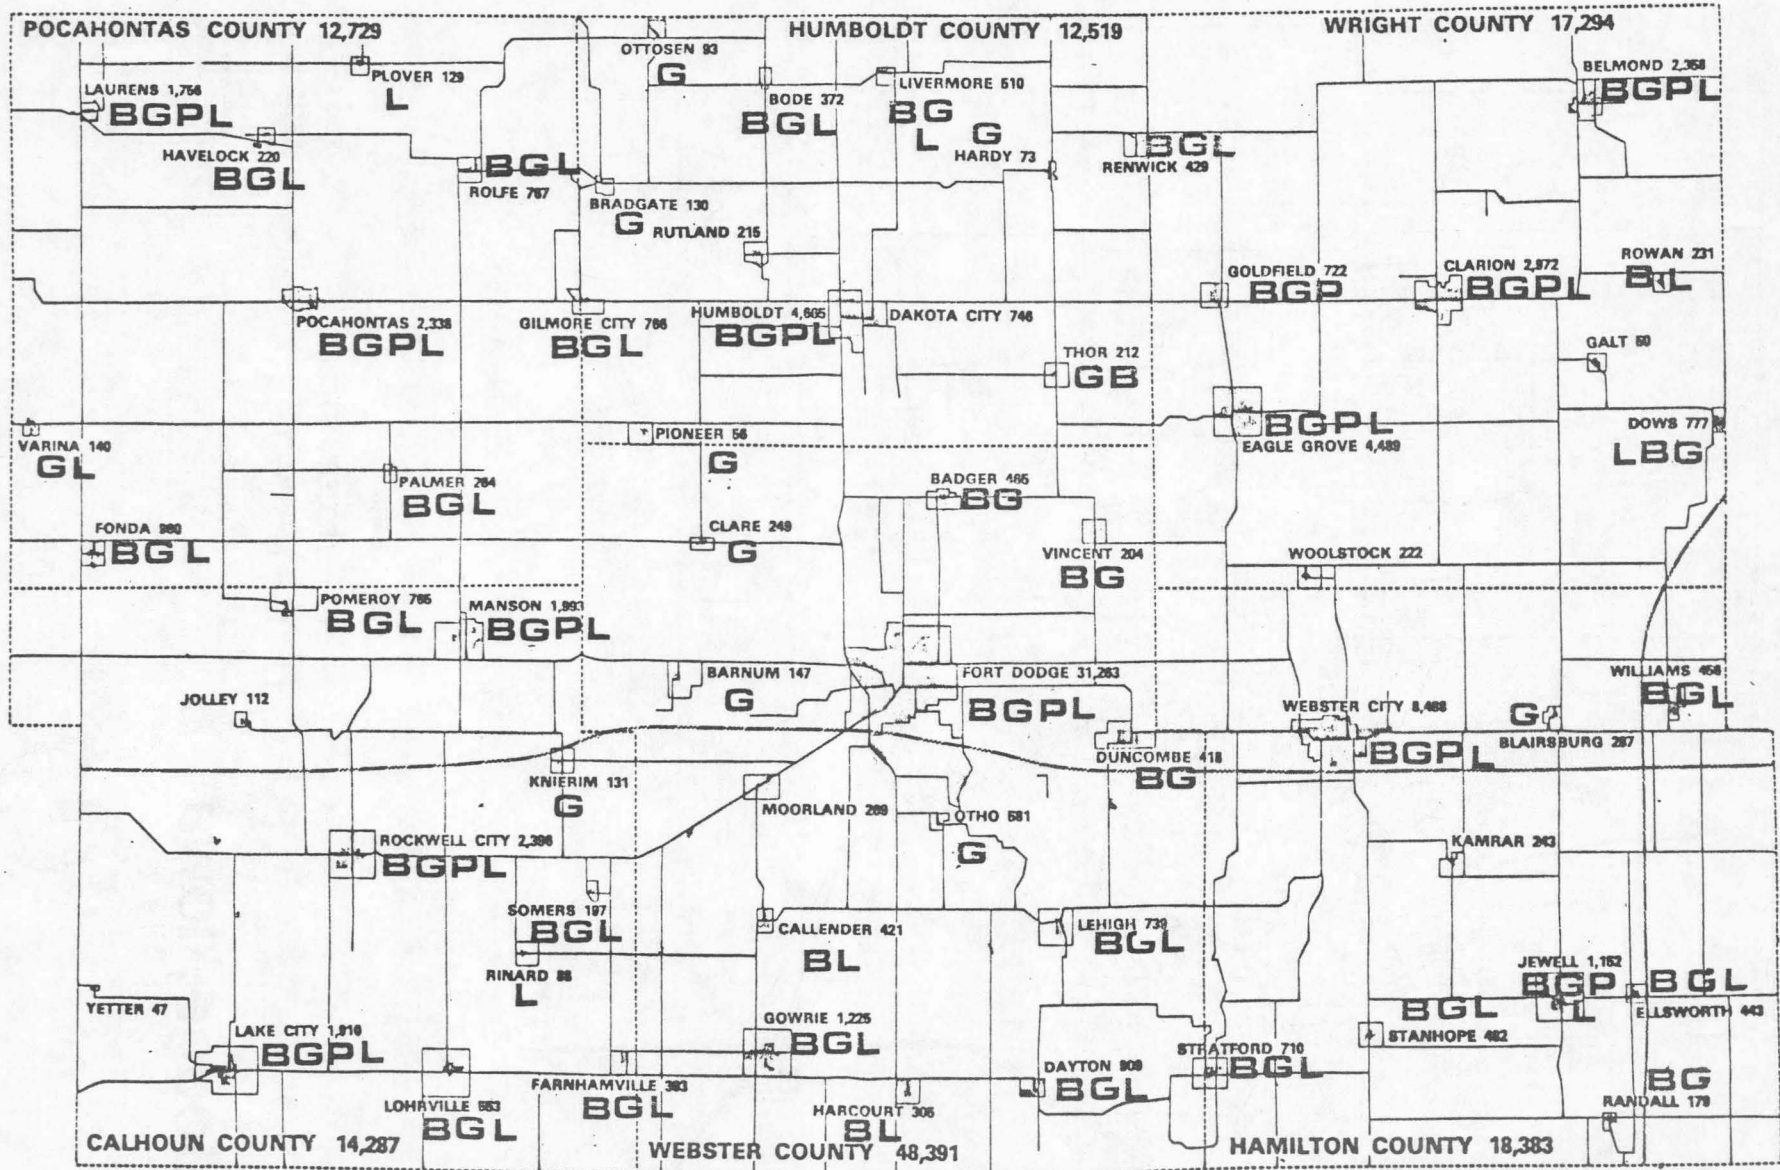 POCAHONTAS COUNTY 12,729
HUMBOLDT COUNTY 12,519
WRIGHT COUNTY 17,294
OTTOSEN 93
G
PLOVER 129
L
LAURENS 1,756
BGPL
BODE 372
BGL
LIVERMORE 510
BG
L
G
HARDY 73
BELMOND 2,358
BGPL
HAVELOCK 220
BGL
BGL
ROLFE 767
BGL
RENWICK 429
BRADGATE 130
G
RUTLAND 215
GOLDFIELD 722
BGP
CLARION 2,972
BGPL
ROWAN 231
BL
POCAHONTAS 2,338
BGPL
GILMORE CITY 766
BGL
HUMBOLDT 4,665
BGPL
DAKOTA CITY 746
THOR 212
GB
GALT 60
VARINA 140
GL
PIONEER 56
G
BGPL
EAGLE GROVE 4,489
DOWS 777
LBG
PALMER 264
BGL
BADGER 465
BG
FONDA 980
BGL
CLARE 249
G
VINCENT 204
BG
WOOLSTOCK 222
POMEROY 765
BGL
MANSON 1,993
BGPL
BARNUM 147
G
FORT DODGE 31,263
BGPL
JOLLEY 112
WEBSTER CITY 8,488
BGPL
WILLIAMS 456
BGL
G
BLAIRSBURG 287
DUNCOMBE 418
BG
KNIERIM 131
G
MOORLAND 269
OTHO 581
G
ROCKWELL CITY 2,396
BGPL
KAMRAR 243
SOMERS 197
BGL
RINARD 88
L
CALLENDER 421
BL
LEHIGH 739
BGL
JEWELL 1,152
BGP
L
BGL
ELLSWORTH 443
BGL
STANHOPE 482
YETTER 47
LAKE CITY 1,910
BGPL
GOWRIE 1,225
BGL
STRATFORD 710
BGL
FARNHAMVILLE 393
BGL
DAYTON 909
BGL
LOHRVILLE 553
BGL
HARCOURT 305
BL
BG
RANDALL 179
CALHOUN COUNTY 14,287
WEBSTER COUNTY 48,391
HAMILTON COUNTY 18,383